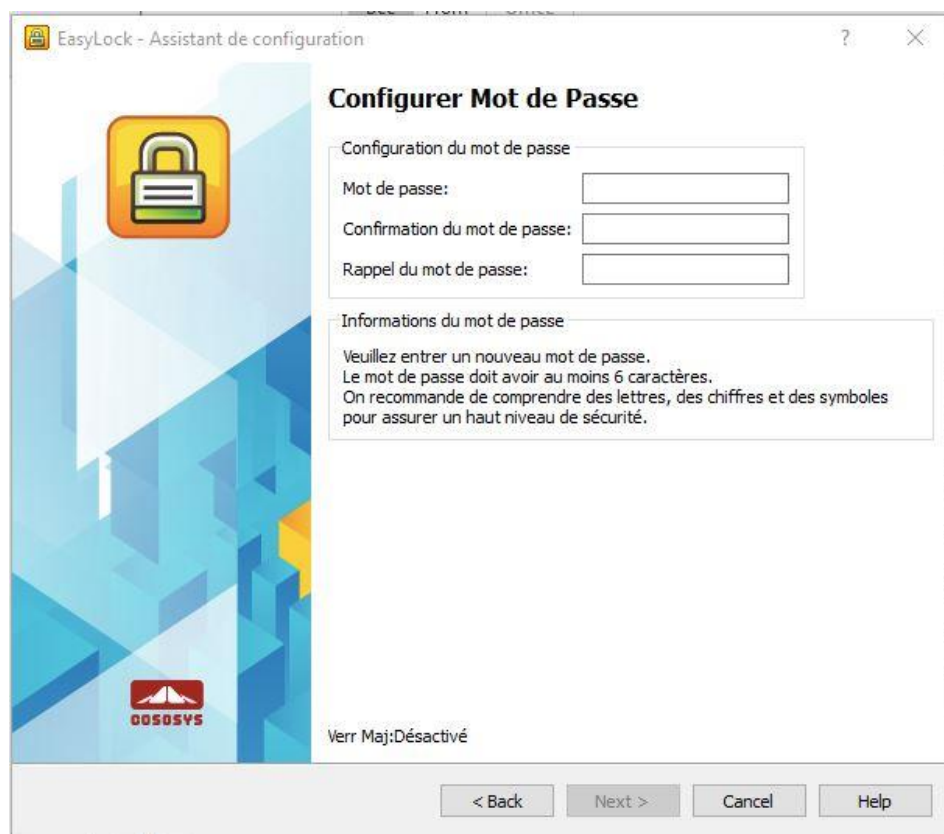 EasyLock - Assistant de configuration
?
Configurer Mot de Passe
Configuration du mot de passe
Mot de passe:
Confirmation du mot de passe:
Rappel du mot de passe:
Informations du mot de passe
Veuillez entrer un nouveau mot de passe.
Le mot de passe doit avoir au moins 6 caractères.
On recommande de comprendre des lettres, des chiffres et des symboles
pour assurer un haut niveau de sécurité.
COSOSYS
Verr Maj:Désactivé
< Back
Next >
Cancel
Help